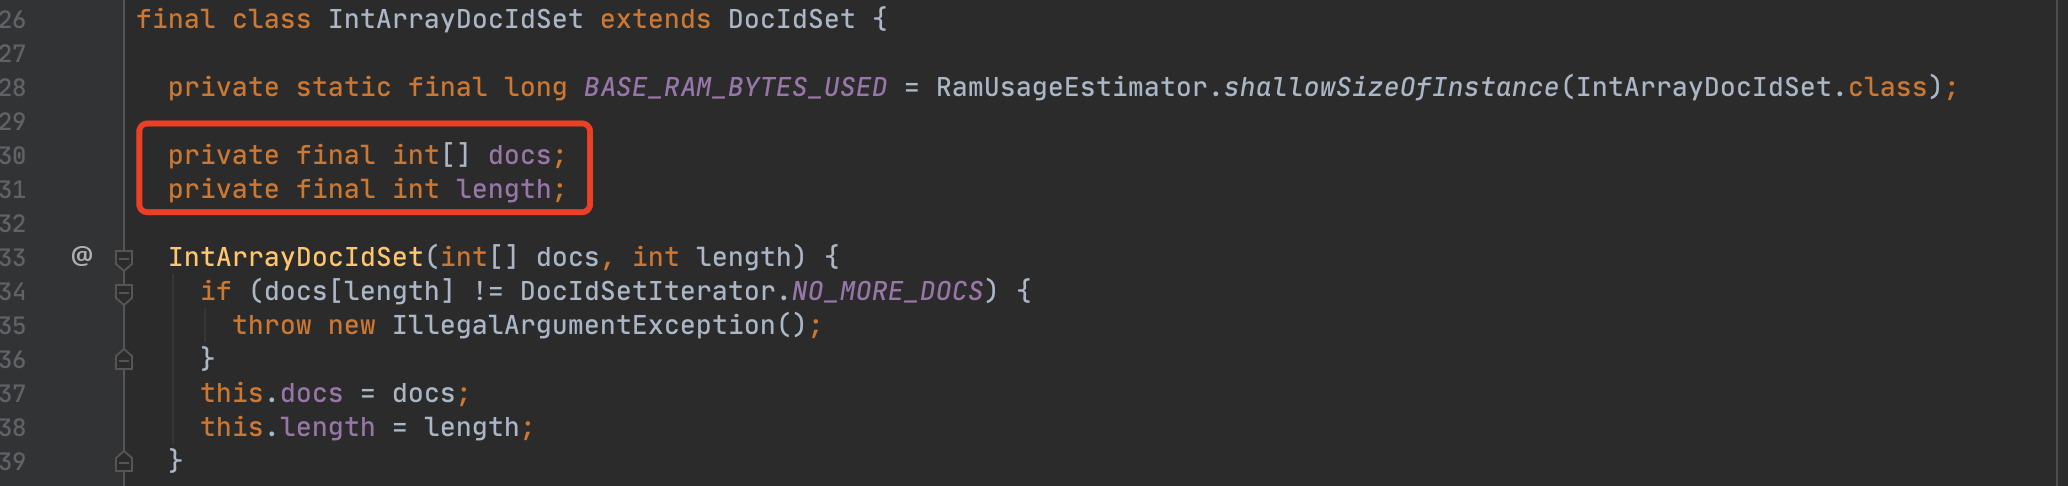 26 final class IntArrayDocIdSet extends DocIdSet {
27
28 private static final long BASE_RAM_BYTES_USED = RamUsageEstimator.shallowSizeOfInstance(IntArrayDocIdSet.class);
29
30 private final int[] docs;
31 private final int length;
32
33 @ IntArrayDocIdSet(int[] docs, int length) {
34 if (docs[length] != DocIdSetIterator.NO_MORE_DOCS) {
35 throw new IllegalArgumentException();
36 }
37 this.docs = docs;
38 this.length = length;
39 }